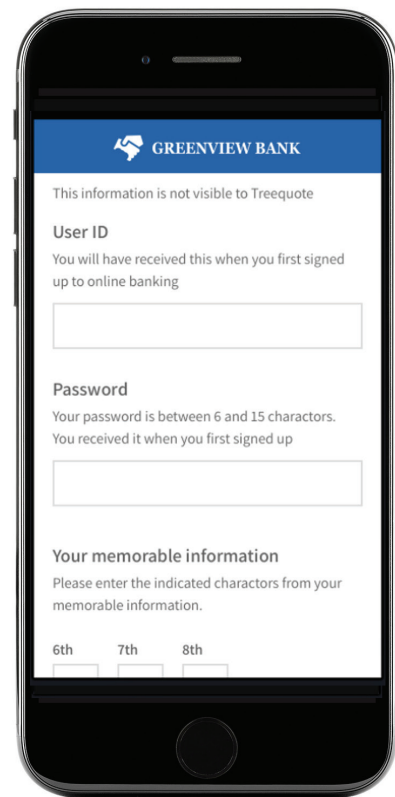 GREENVIEW BANK
This information is not visible to Treequote
User ID
You will have received this when you first signed
up to online banking
Password
Your password is between 6 and 15 charactors.
You received it when you first signed up
Your memorable information
Please enter the indicated charactors from your
memorable information.
6th 7th 8th